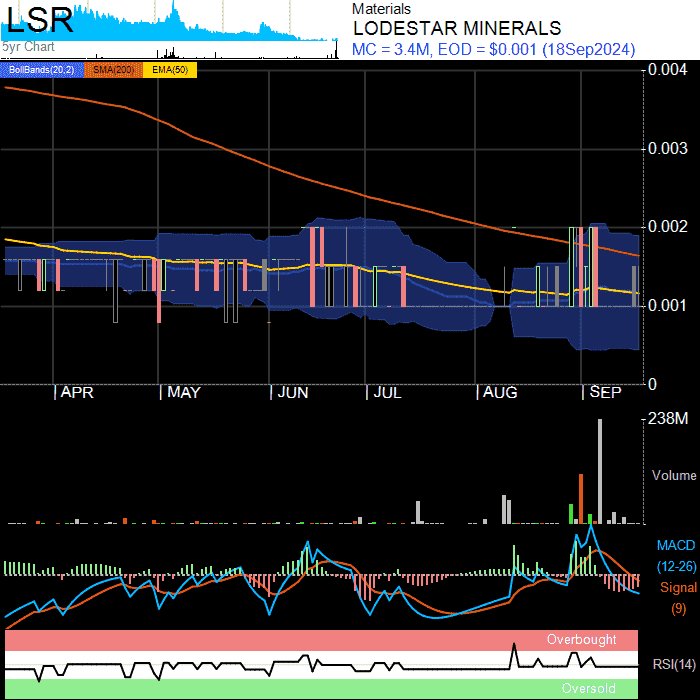 LSR
5yr Chart
Materials
LODESTAR MINERALS
MC = 3.4M, EOD = $0.001 (18Sep2024)
BollBands(20,2) SMA(200) EMA(50)
0.004
0.003
0.002
0.001
0
APR MAY JUN JUL AUG SEP
238M
Volume
MACD
(12-26)
Signal
(9)
Overbought
RSI(14)
Oversold